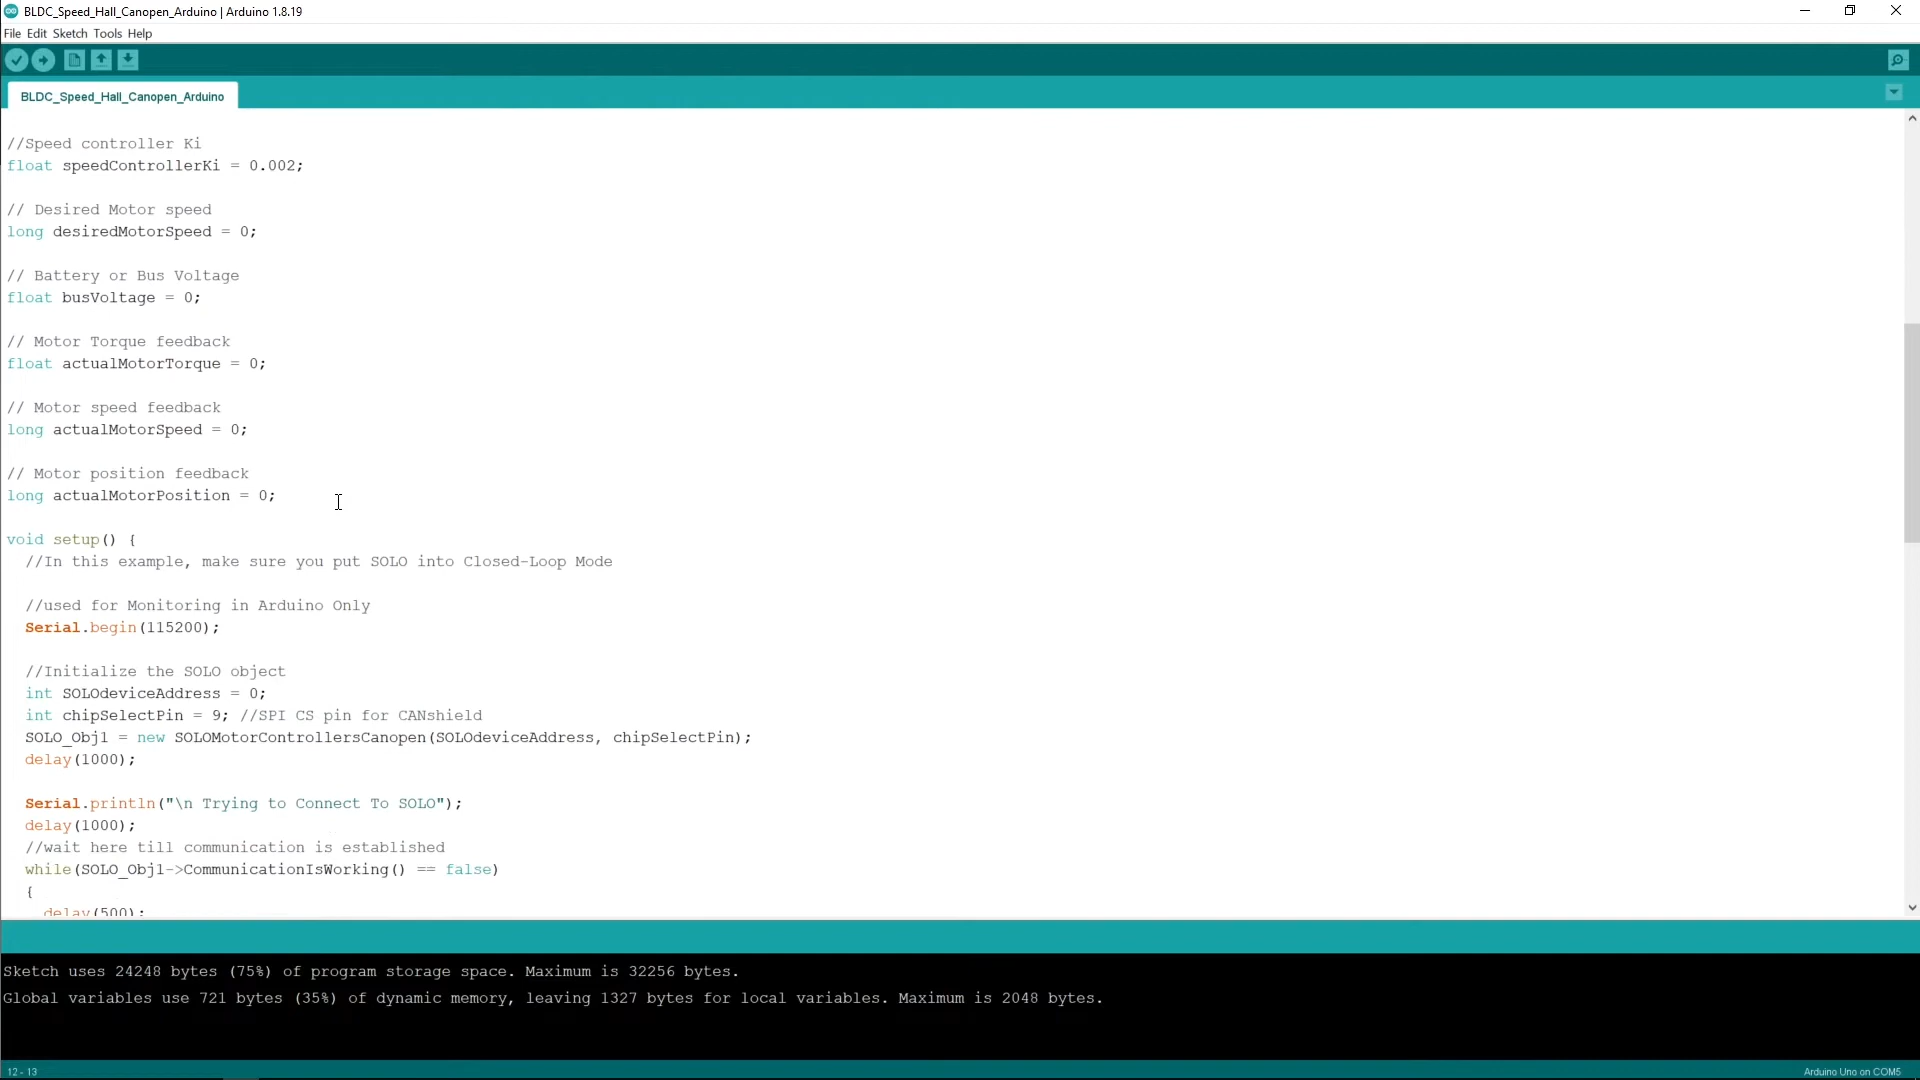 BLDC_Speed_Hall_Canopen_Arduino | Arduino 1.8.19
File Edit Sketch Tools Help
BLDC_Speed_Hall_Canopen_Arduino
//Speed controller Ki
float speedControllerKi = 0.002;
// Desired Motor speed
long desiredMotorSpeed = 0;
// Battery or Bus Voltage
float busVoltage = 0;
// Motor Torque feedback
float actualMotorTorque = 0;
// Motor speed feedback
long actualMotorSpeed = 0;
// Motor position feedback
long actualMotorPosition = 0;
void setup() {
//In this example, make sure you put SOLO into Closed-Loop Mode
//used for Monitoring in Arduino Only
Serial.begin(115200);
//Initialize the SOLO object
int SOLOdeviceAddress = 0;
int chipSelectPin = 9; //SPI CS pin for CANshield
SOLO_Obj1 = new SOLOMotorControllersCanopen(SOLOdeviceAddress, chipSelectPin);
delay(1000);
Serial.println("\n Trying to Connect To SOLO");
delay(1000);
//wait here till communication is established
while(SOLO_Obj1->CommunicationIsWorking() == false)
{
delay(500);
Sketch uses 24248 bytes (75%) of program storage space. Maximum is 32256 bytes.
Global variables use 721 bytes (35%) of dynamic memory, leaving 1327 bytes for local variables. Maximum is 2048 bytes.
12 - 13
Arduino Uno on COM5